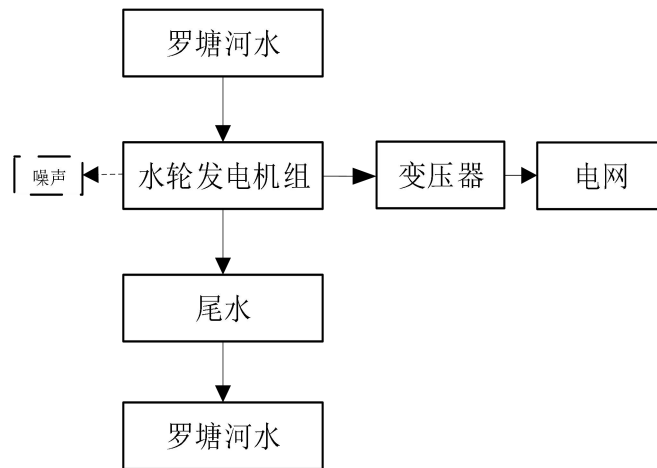 罗塘河水
噪声
水轮发电机组
变压器
电网
尾水
罗塘河水